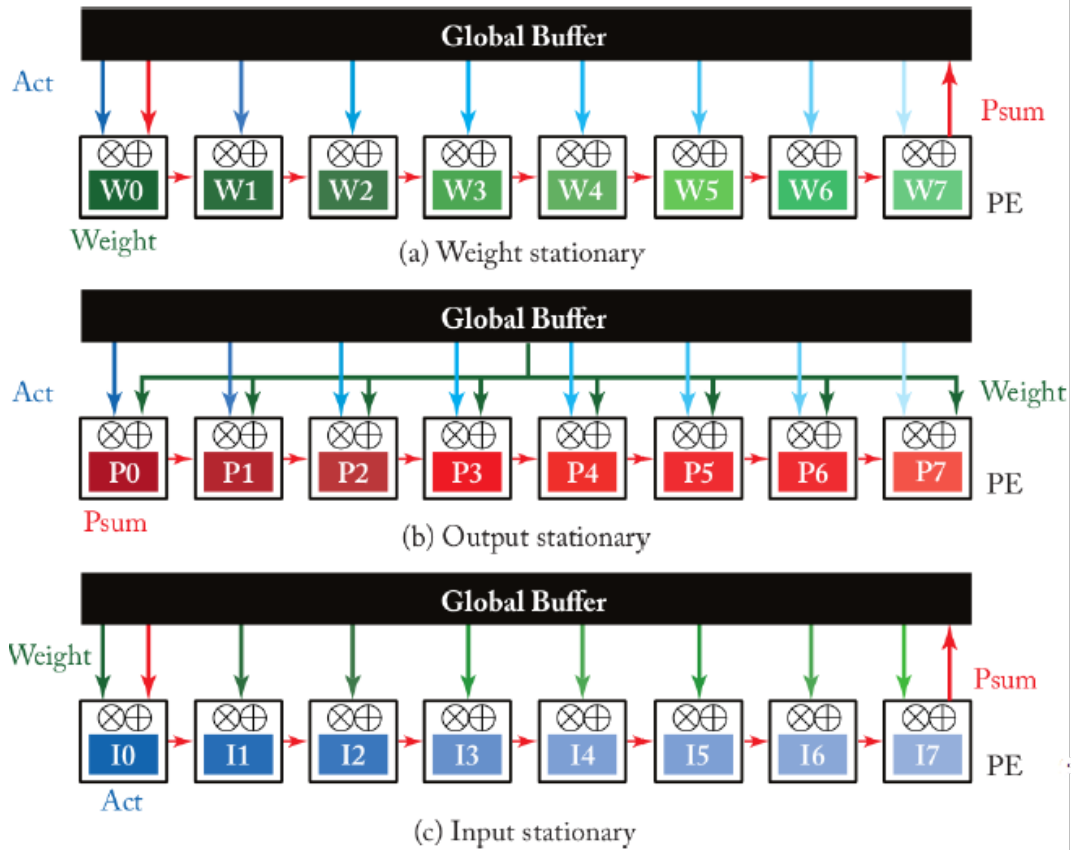 Global Buffer
Act
Psum
W0 W1 W2 W3 W4 W5 W6 W7
PE
Weight
(a) Weight stationary
Global Buffer
Act
Weight
P0 P1 P2 P3 P4 P5 P6 P7
PE
Psum
(b) Output stationary
Global Buffer
Weight
Psum
I0 I1 I2 I3 I4 I5 I6 I7
PE
Act
(c) Input stationary